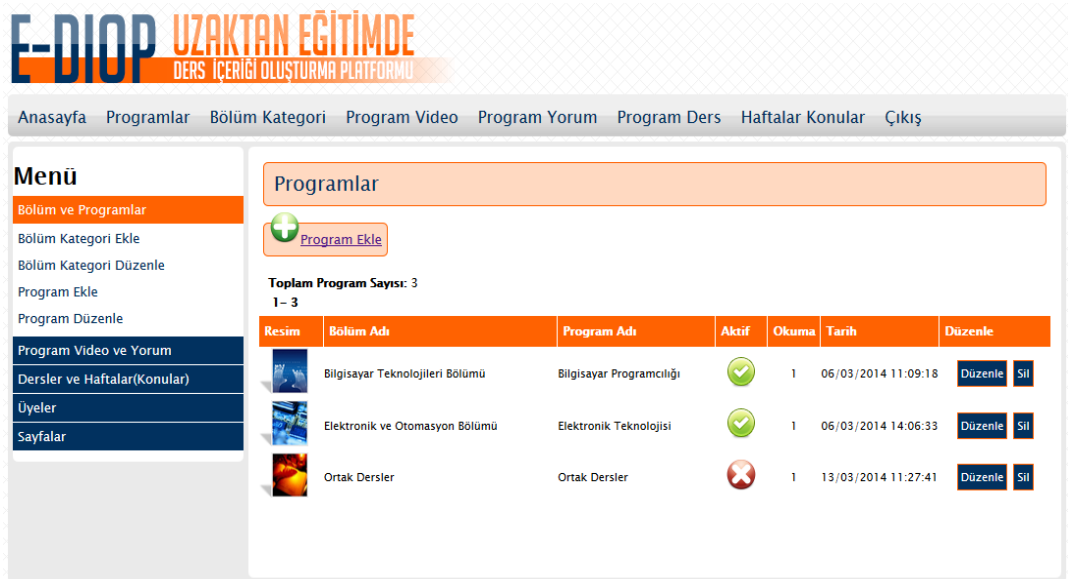 E-DIOP UZAKTAN EĞİTİMDE
DERS İÇERİĞİ OLUŞTURMA PLATFORMU
Anasayfa Programlar Bölüm Kategori Program Video Program Yorum Program Ders Haftalar Konular Çıkış
Menü
Bölüm ve Programlar
Bölüm Kategori Ekle
Bölüm Kategori Düzenle
Program Ekle
Program Düzenle
Program Video ve Yorum
Dersler ve Haftalar(Konular)
Üyeler
Sayfalar
Programlar
Program Ekle
Toplam Program Sayısı: 3
1- 3
Resim Bölüm Adı Program Adı Aktif Okuma Tarih Düzenle
Bilgisayar Teknolojileri Bölümü Bilgisayar Programcılığı 1 06/03/2014 11:09:18 Düzenle Sil
Elektronik ve Otomasyon Bölümü Elektronik Teknolojisi 1 06/03/2014 14:06:33 Düzenle Sil
Ortak Dersler Ortak Dersler 1 13/03/2014 11:27:41 Düzenle Sil